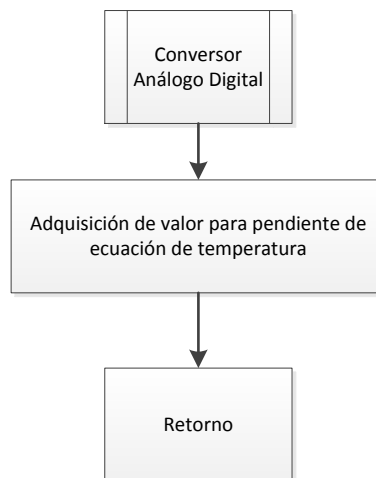 Conversor
Análogo Digital
Adquisición de valor para pendiente de
ecuación de temperatura
Retorno